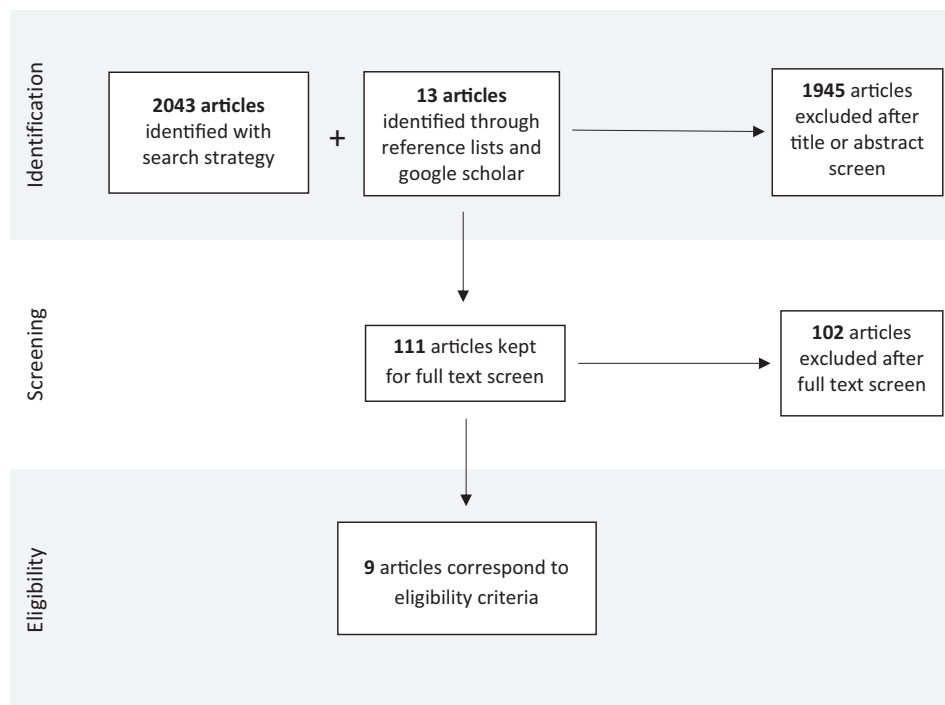 Identification
2043 articles
identified with
search strategy
+
13 articles
identified through
reference lists and
google scholar
1945 articles
excluded after
title or abstract
screen
Screening
111 articles kept
for full text screen
102 articles
excluded after
full text screen
Eligibility
9 articles correspond to
eligibility criteria